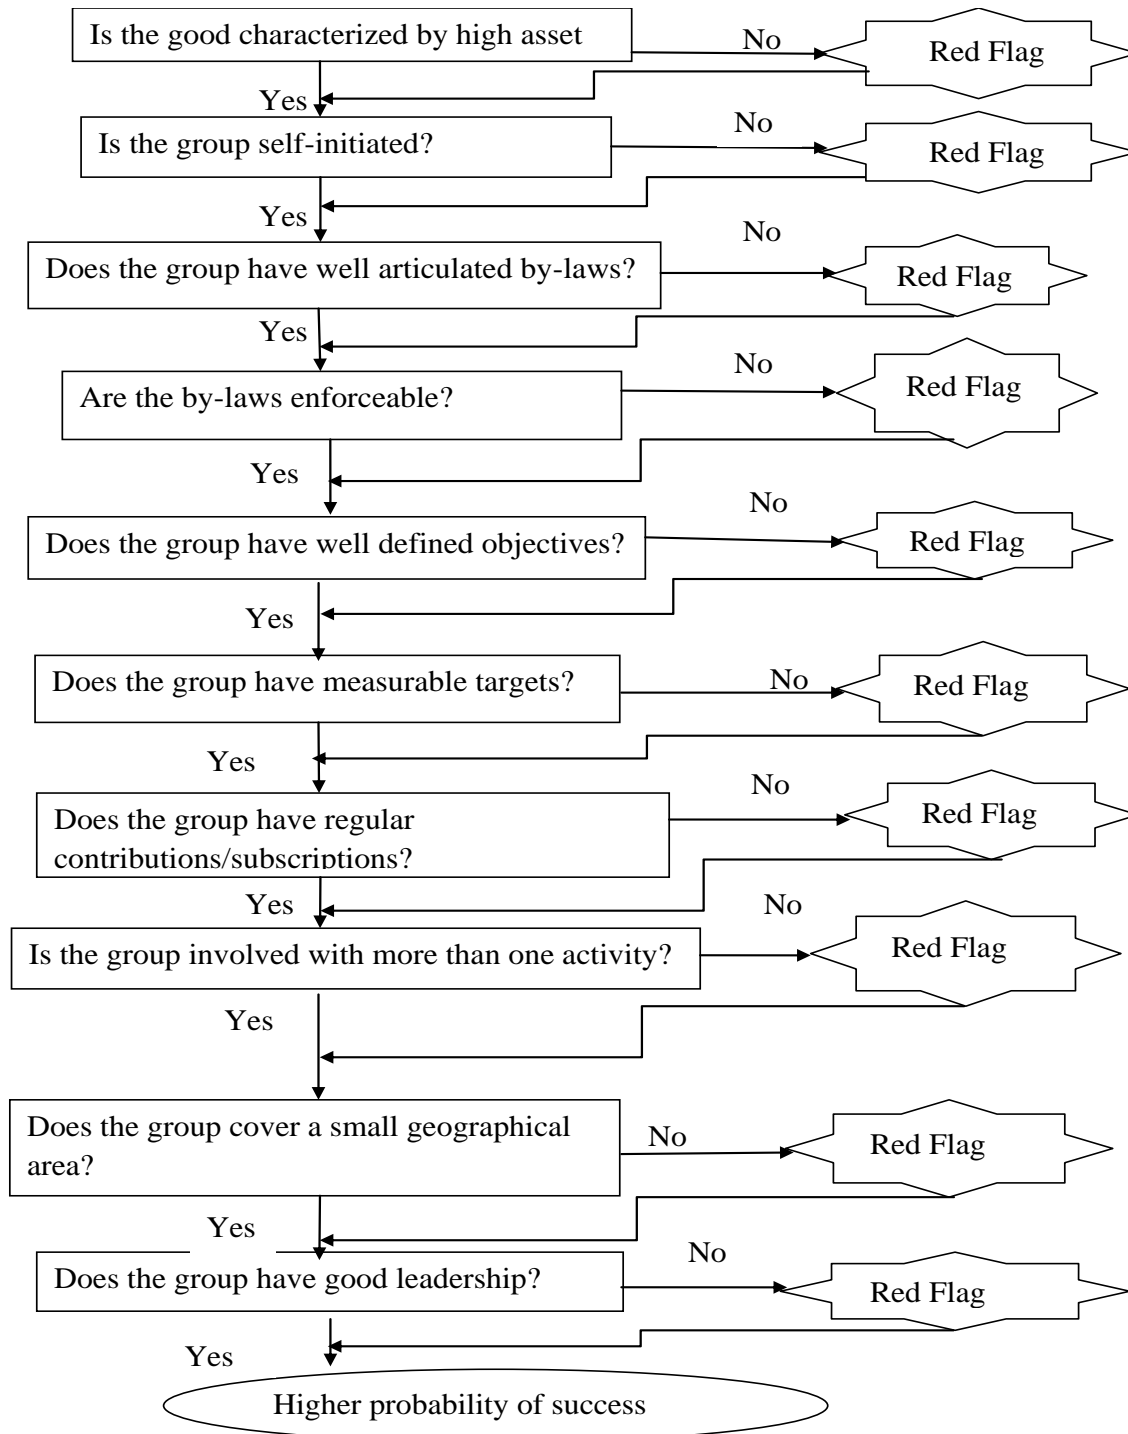 Is the good characterized by high asset
No
Red Flag
Yes
Is the group self-initiated?
No
Red Flag
Yes
Does the group have well articulated by-laws?
No
Red Flag
Yes
Are the by-laws enforceable?
No
Red Flag
Yes
Does the group have well defined objectives?
No
Red Flag
Yes
Does the group have measurable targets?
No
Red Flag
Yes
Does the group have regular
contributions/subscriptions?
No
Red Flag
Yes
Is the group involved with more than one activity?
No
Red Flag
Yes
Does the group cover a small geographical
area?
No
Red Flag
Yes
Does the group have good leadership?
No
Red Flag
Yes
Higher probability of success